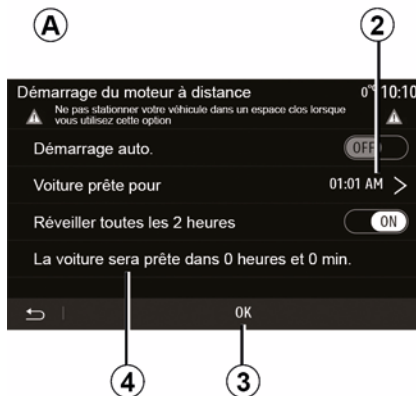 A
2
Démarrage du moteur à distance 0°C 10:10
Ne pas stationner votre véhicule dans un espace clos lorsque
vous utilisez cette option
Démarrage auto. OFF
Voiture prête pour 01:01 AM >
Réveiller toutes les 2 heures ON
La voiture sera prête dans 0 heures et 0 min.
OK
4
3